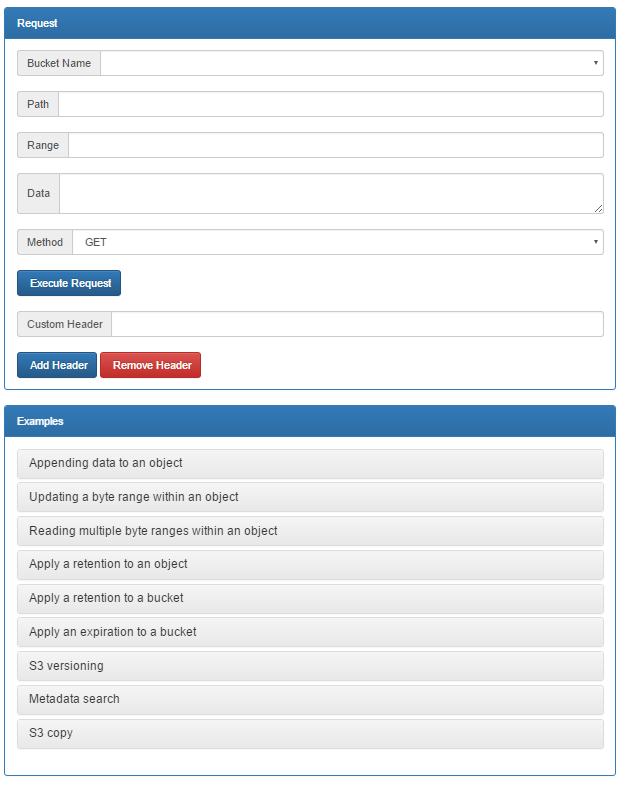 Request
Bucket Name
Path
Range
Data
Method GET
Execute Request
Custom Header
Add Header Remove Header
Examples
Appending data to an object
Updating a byte range within an object
Reading multiple byte ranges within an object
Apply a retention to an object
Apply a retention to a bucket
Apply an expiration to a bucket
S3 versioning
Metadata search
S3 copy